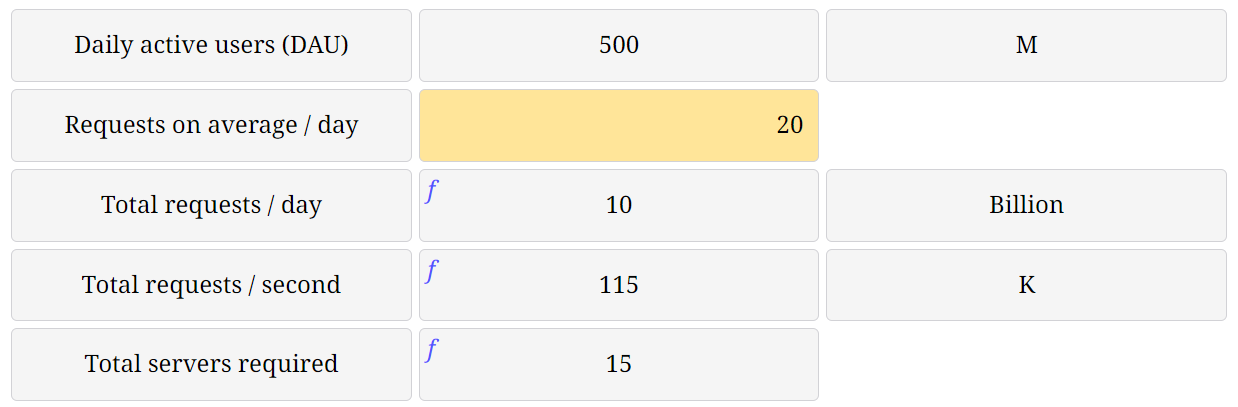 Daily active users (DAU) 500 M
Requests on average / day 20
Total requests / day f 10 Billion
Total requests / second f 115 K
Total servers required f 15